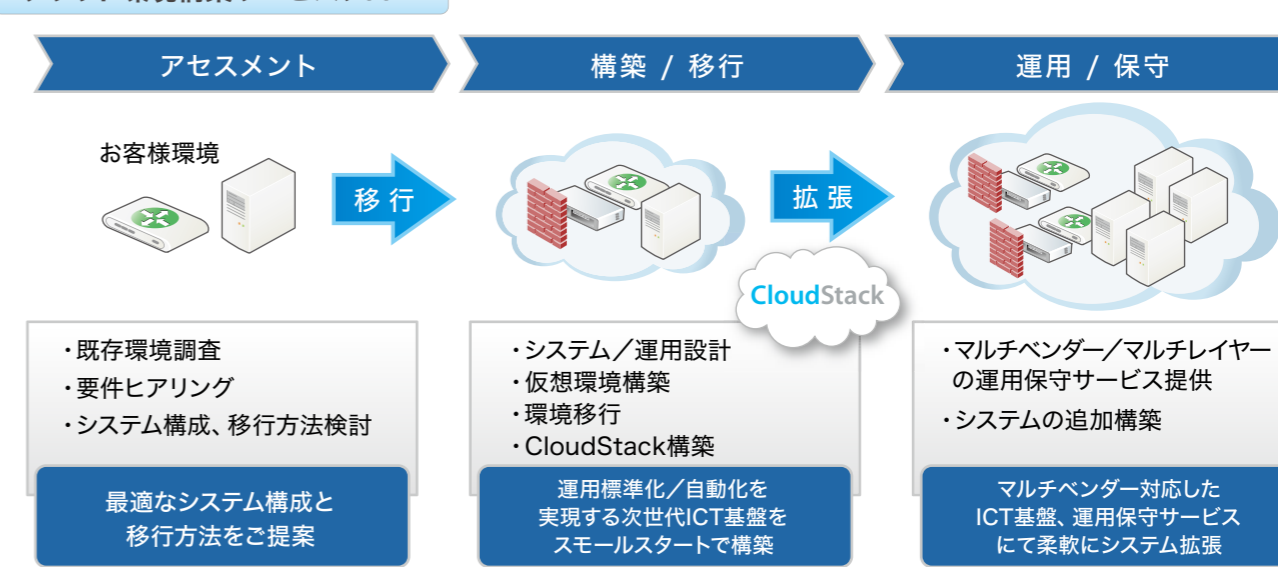 アセスメント
構築 / 移行
運用 / 保守
お客様環境
移 行
拡 張
CloudStack
・既存環境調査
・要件ヒアリング
・システム構成、移行方法検討
最適なシステム構成と
移行方法をご提案
・システム／運用設計
・仮想環境構築
・環境移行
・CloudStack構築
運用標準化／自動化を
実現する次世代ICT基盤を
スモールスタートで構築
・マルチベンダー／マルチレイヤー
の運用保守サービス提供
・システムの追加構築
マルチベンダー対応した
ICT基盤、運用保守サービス
にて柔軟にシステム拡張